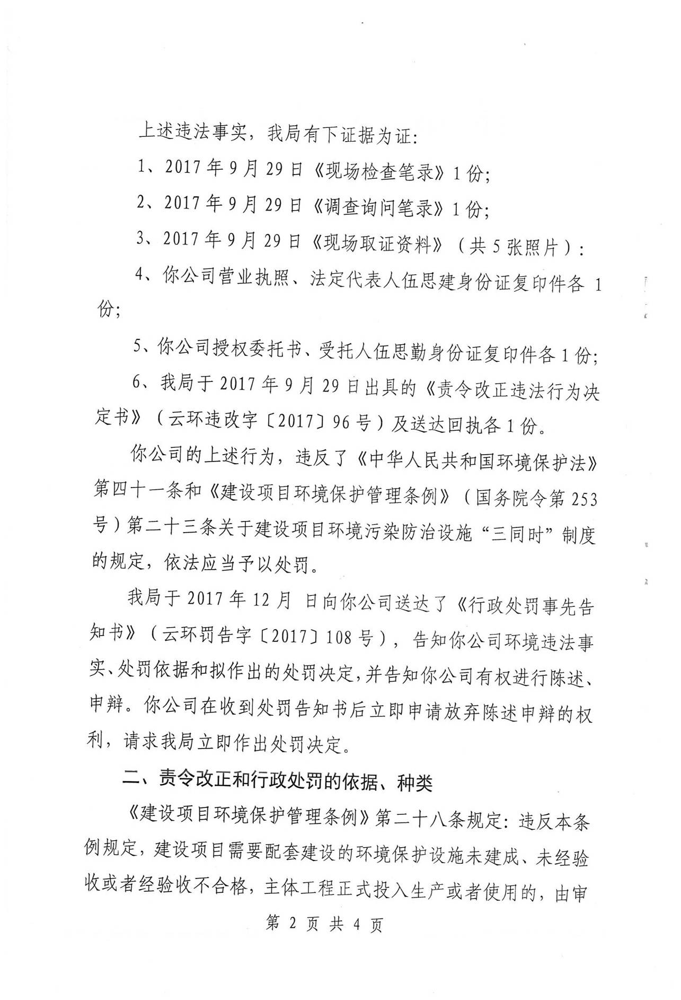 上述违法事实，我局有下证据为证：
1、2017年9月29日《现场检查笔录》1份；
2、2017年9月29日《调查询问笔录》1份；
3、2017年9月29日《现场取证资料》（共5张照片）：
4、你公司营业执照、法定代表人伍思建身份证复印件各 1
份；
5、你公司授权委托书、受托人伍思勤身份证复印件各1份；
6、我局于2017年9月29日出具的《责令改正违法行为决
定书》（云环违改字〔2017〕96号）及送达回执各1份。
你公司的上述行为，违反了《中华人民共和国环境保护法》
第四十一条和《建设项目环境保护管理条例》（国务院令第253
号）第二十三条关于建设项目环境污染防治设施“三同时”制度
的规定，依法应当予以处罚。
我局于2017年12月 日向你公司送达了《行政处罚事先告
知书》（云环罚告字〔2017〕108号），告知你公司环境违法事
实、处罚依据和拟作出的处罚决定，并告知你公司有权进行陈述、
申辩。你公司在收到处罚告知书后立即申请放弃陈述申辩的权
利，请求我局立即作出处罚决定。
二、责令改正和行政处罚的依据、种类
《建设项目环境保护管理条例》第二十八条规定：违反本条
例规定，建设项目需要配套建设的环境保护设施未建成、未经验
收或者经验收不合格，主体工程正式投入生产或者使用的，由审
第 2 页 共 4 页